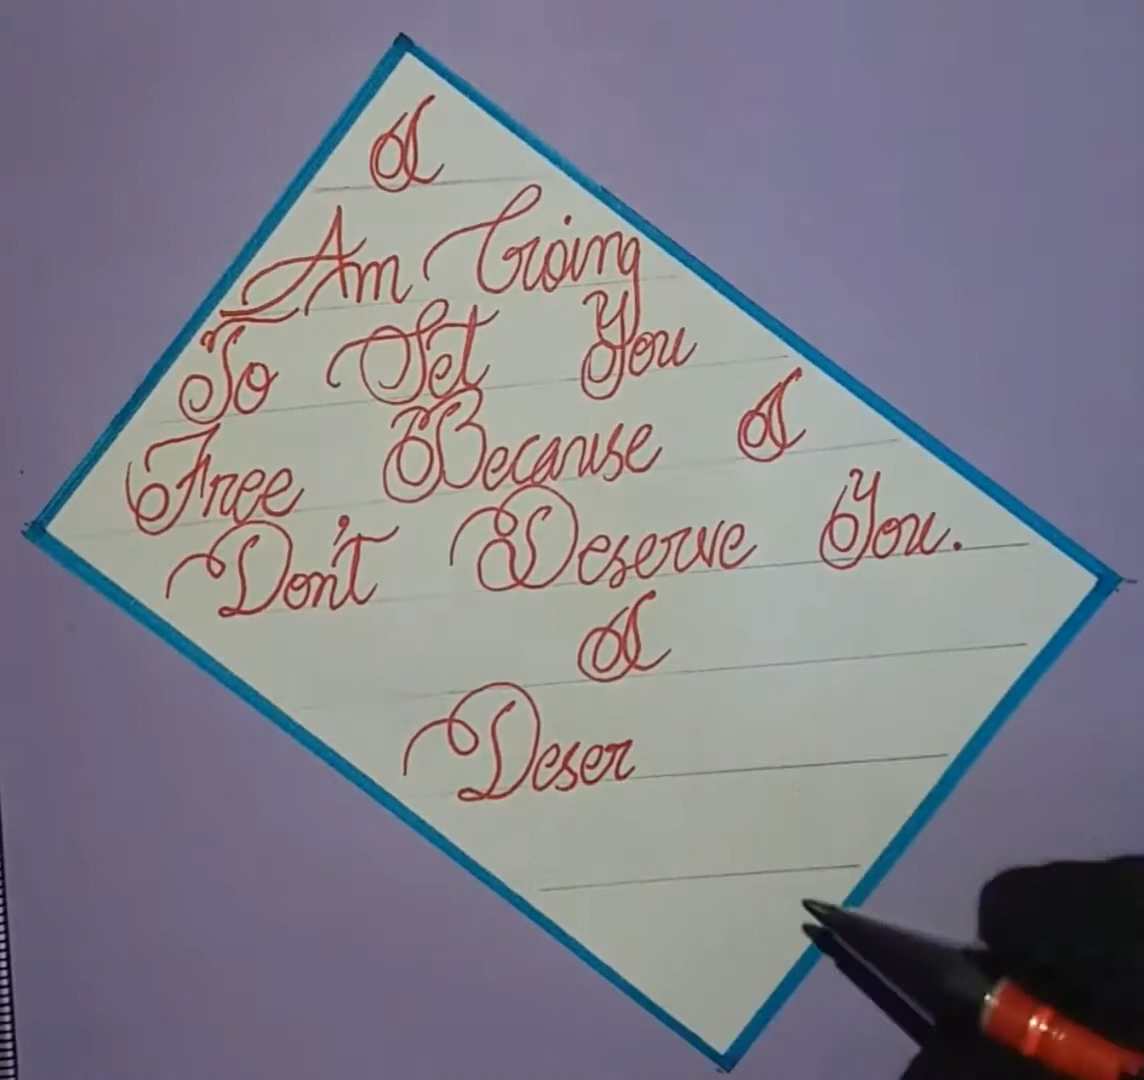 I
Am Going
To Set You
Free Because I
Don't Deserve You.
I
Deser